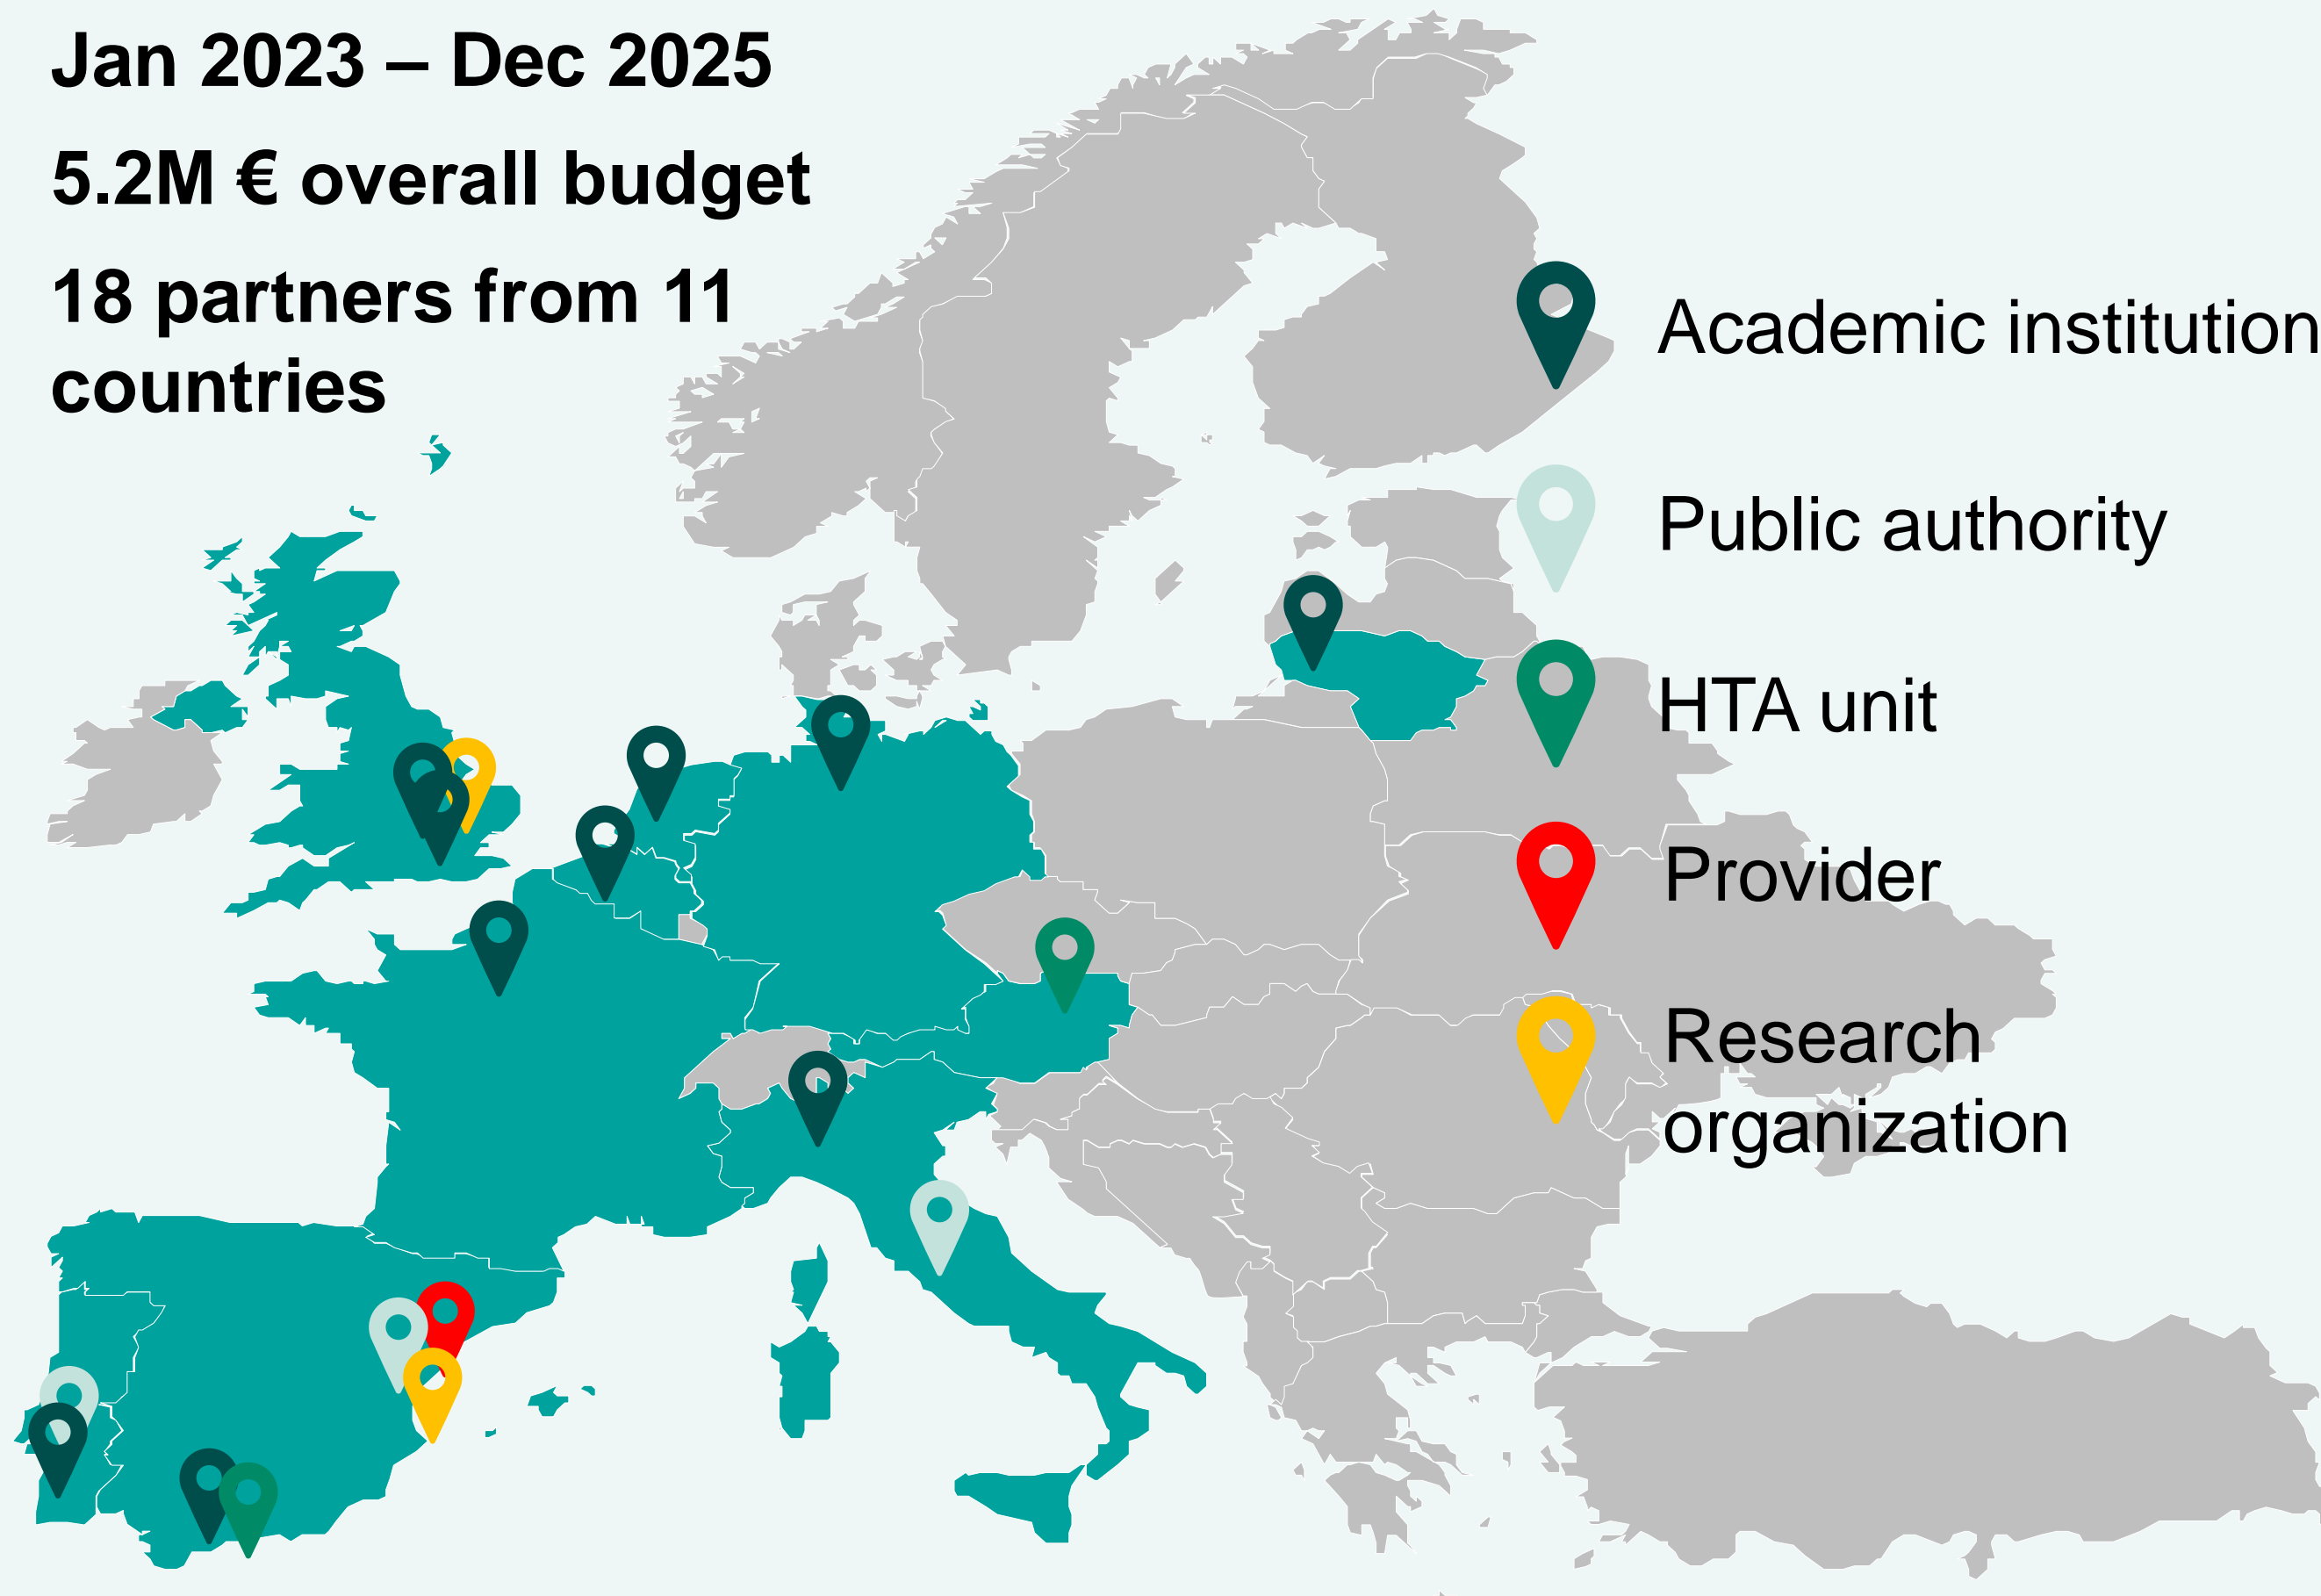 Jan 2023 – Dec 2025
5.2M € overall budget
18 partners from 11
countries
Academic institution
Public authority
HTA unit
Provider
Research
organization